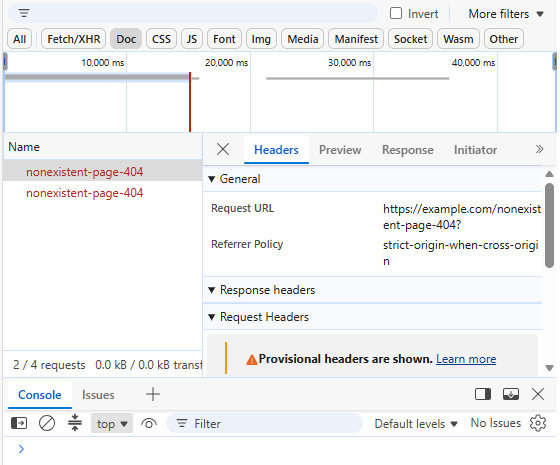 Invert More filters
All Fetch/XHR Doc CSS JS Font Img Media Manifest Socket Wasm Other
10,000 ms 20,000 ms 30,000 ms 40,000 ms
Name
nonexistent-page-404
nonexistent-page-404
2 / 4 requests 0.0 kB / 0.0 kB transf
Headers Preview Response Initiator
General
Request URL
https://example.com/nonexist
ent-page-404?
Referrer Policy
strict-origin-when-cross-origi
n
Response headers
Request Headers
Provisional headers are shown. Learn more
Console Issues
top Filter Default levels No Issues